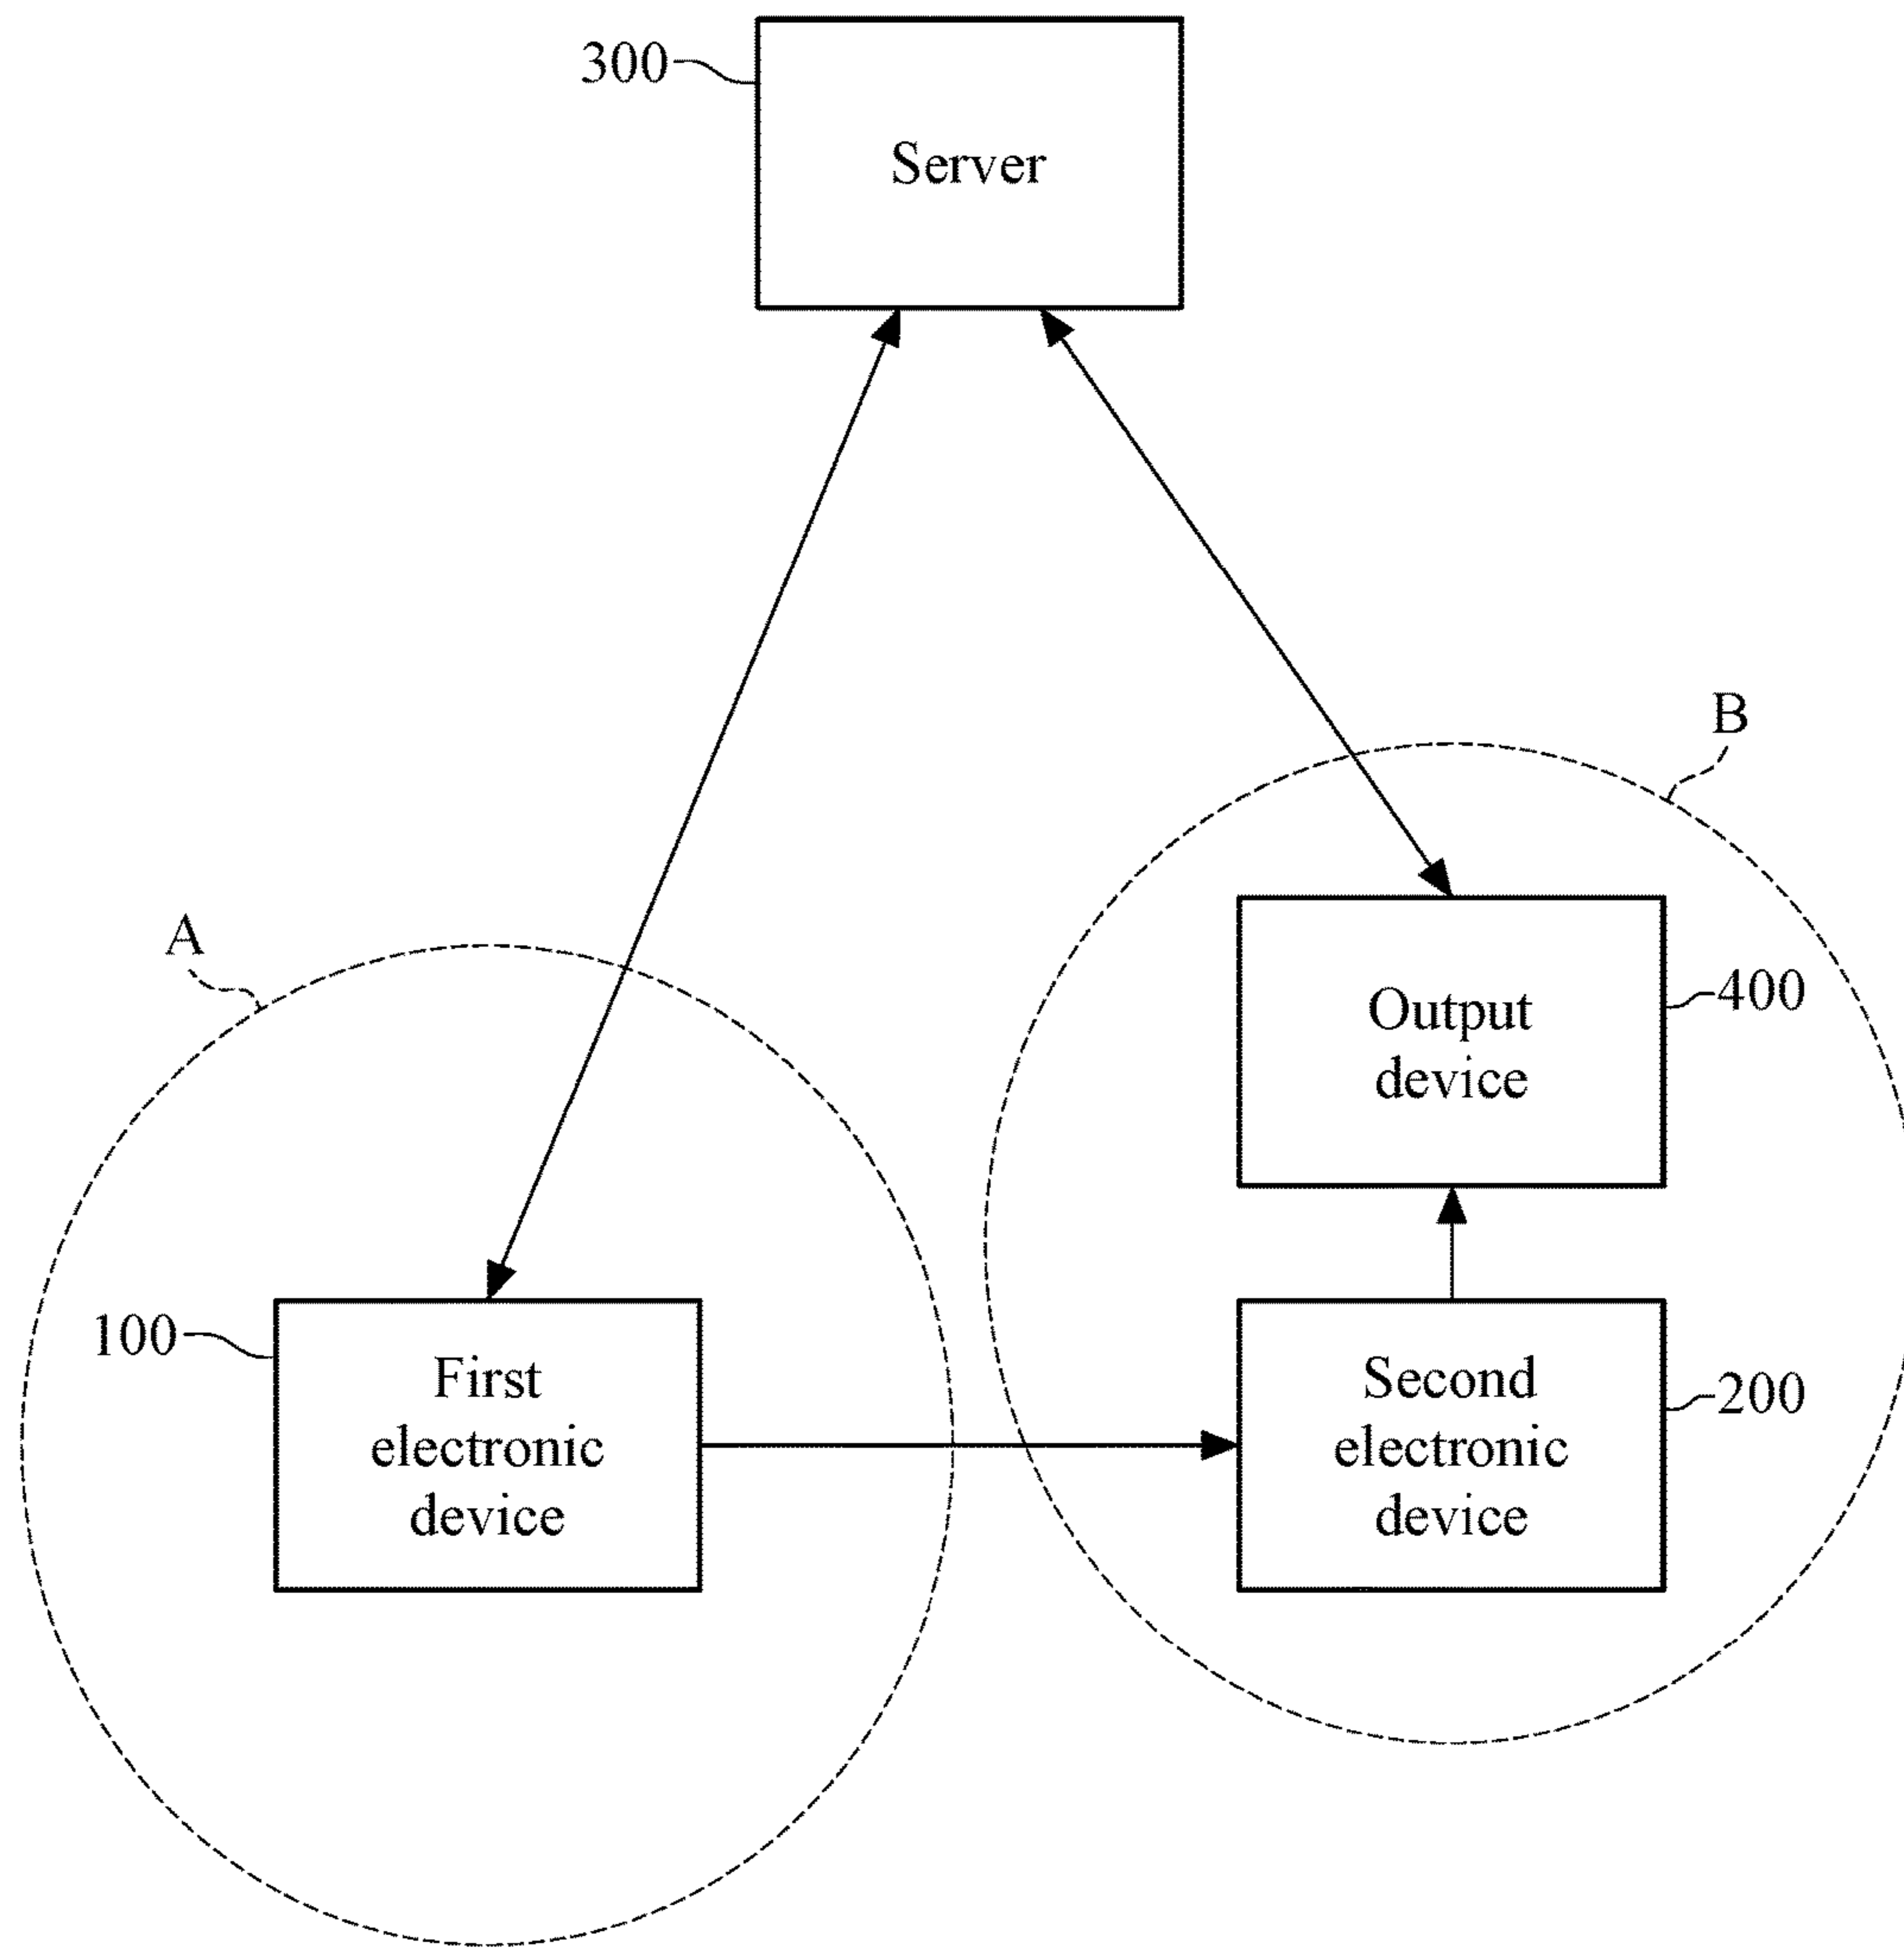 300
Server
B
A
Output
device
400
100
First
electronic
device
Second
electronic
device
200